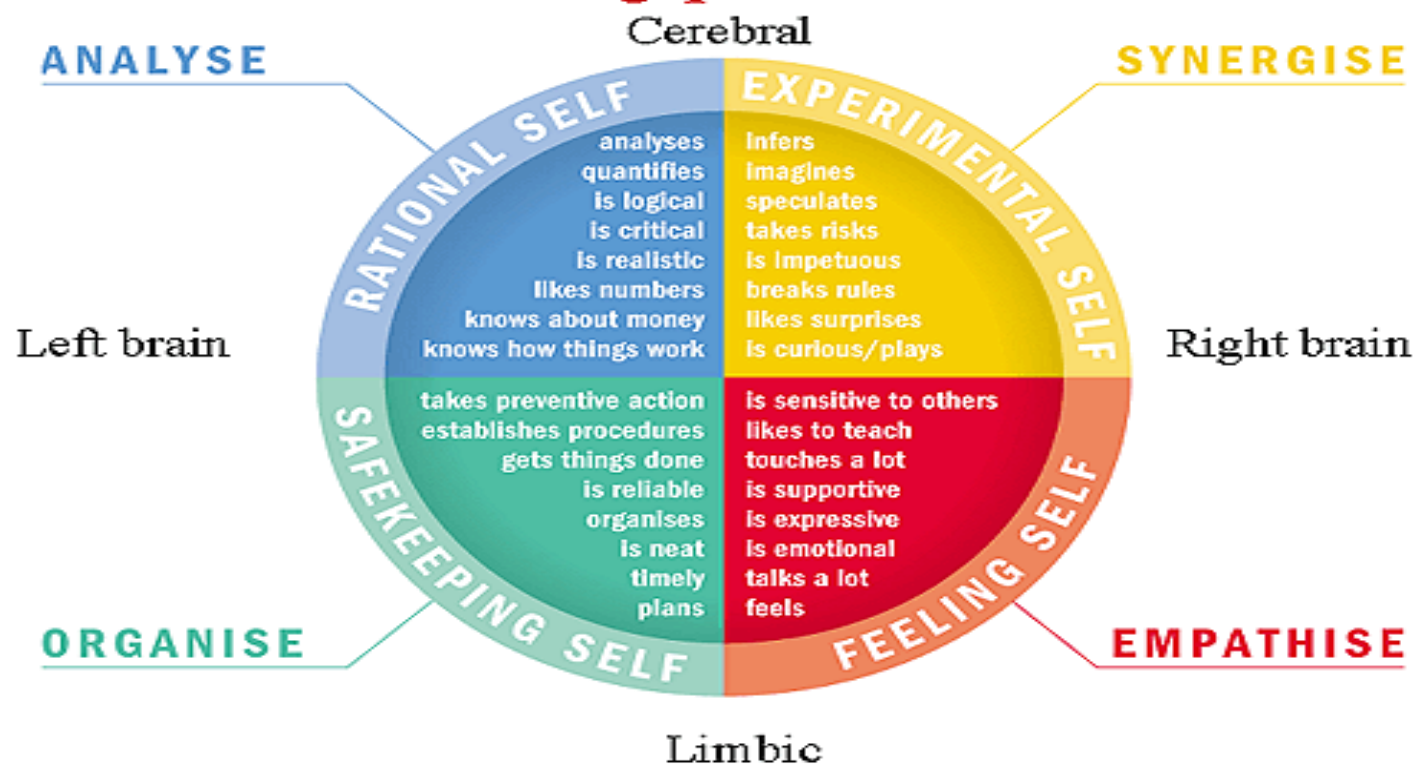 Cerebral
ANALYSE
SYNERGISE
RATIONAL SELF
EXPERIMENTAL SELF
analyses
quantifies
is logical
is critical
is realistic
likes numbers
knows about money
knows how things work
infers
imagines
speculates
takes risks
is impetuous
breaks rules
likes surprises
is curious/plays
Left brain
Right brain
takes preventive action
establishes procedures
gets things done
is reliable
organises
is neat
timely
plans
is sensitive to others
likes to teach
touches a lot
is supportive
is expressive
is emotional
talks a lot
feels
SAFEKEEPING SELF
FEELING SELF
ORGANISE
EMPATHISE
Limbic